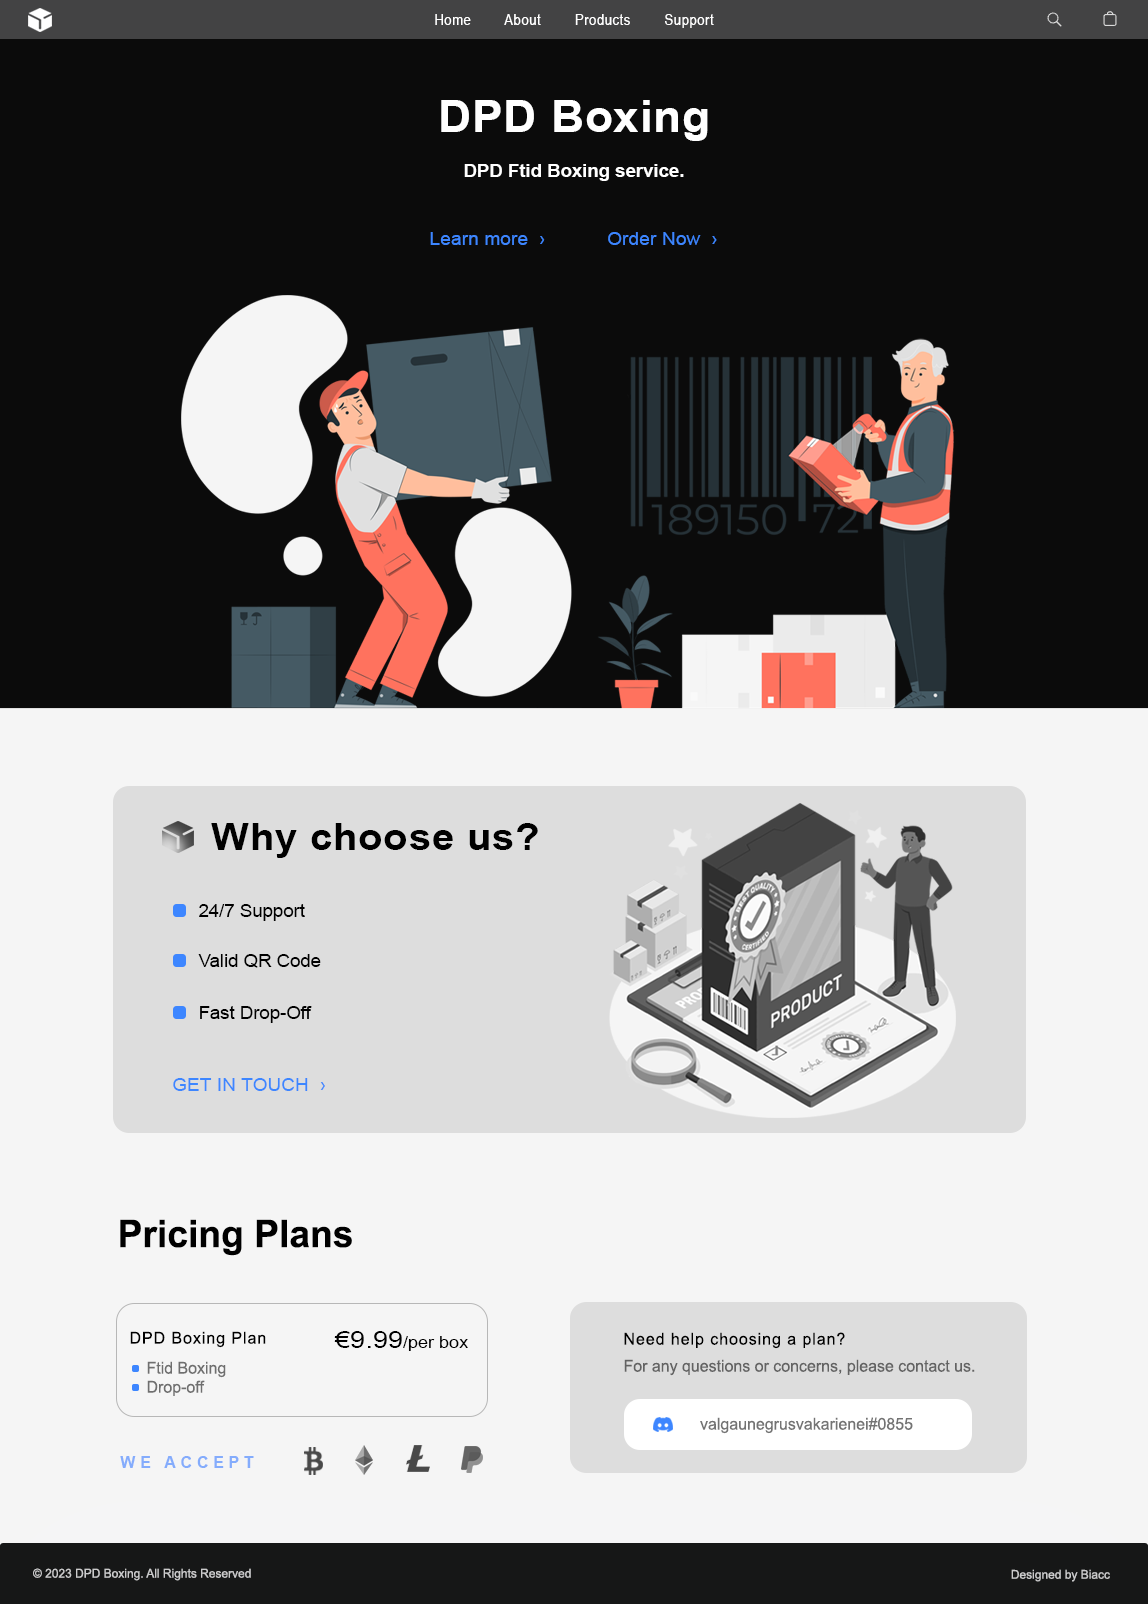 Home About Products Support
DPD Boxing
DPD Ftid Boxing service.
Learn more ›
Order Now ›
189150 72
Why choose us?
24/7 Support
Valid QR Code
Fast Drop-Off
GET IN TOUCH ›
BEST QUALITY
CERTIFIED
PRODUCT
Pricing Plans
DPD Boxing Plan
€9.99/per box
Ftid Boxing
Drop-off
WE ACCEPT
Need help choosing a plan?
For any questions or concerns, please contact us.
valgaunegrusvakarienei#0855
© 2023 DPD Boxing. All Rights Reserved
Designed by Biacc